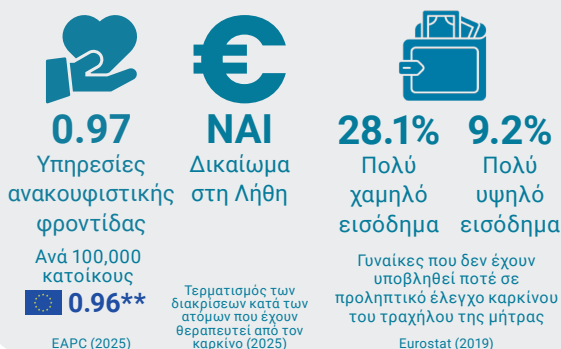 0.97
Υπηρεσίες
ανακουφιστικής
φροντίδας
Ανά 100,000
κατοίκους
0.96**
EAPC (2025)
€
ΝΑΙ
Δικαίωμα
στη Λήθη
Τερματισμός των
διακρίσεων κατά των
ατόμων που έχουν
θεραπευτεί από τον
καρκίνο (2025)
28.1%
Πολύ
χαμηλό
εισόδημα
9.2%
Πολύ
υψηλό
εισόδημα
Γυναίκες που δεν έχουν
υποβληθεί ποτέ σε
προληπτικό έλεγχο καρκίνου
του τραχήλου της μήτρας
Eurostat (2019)